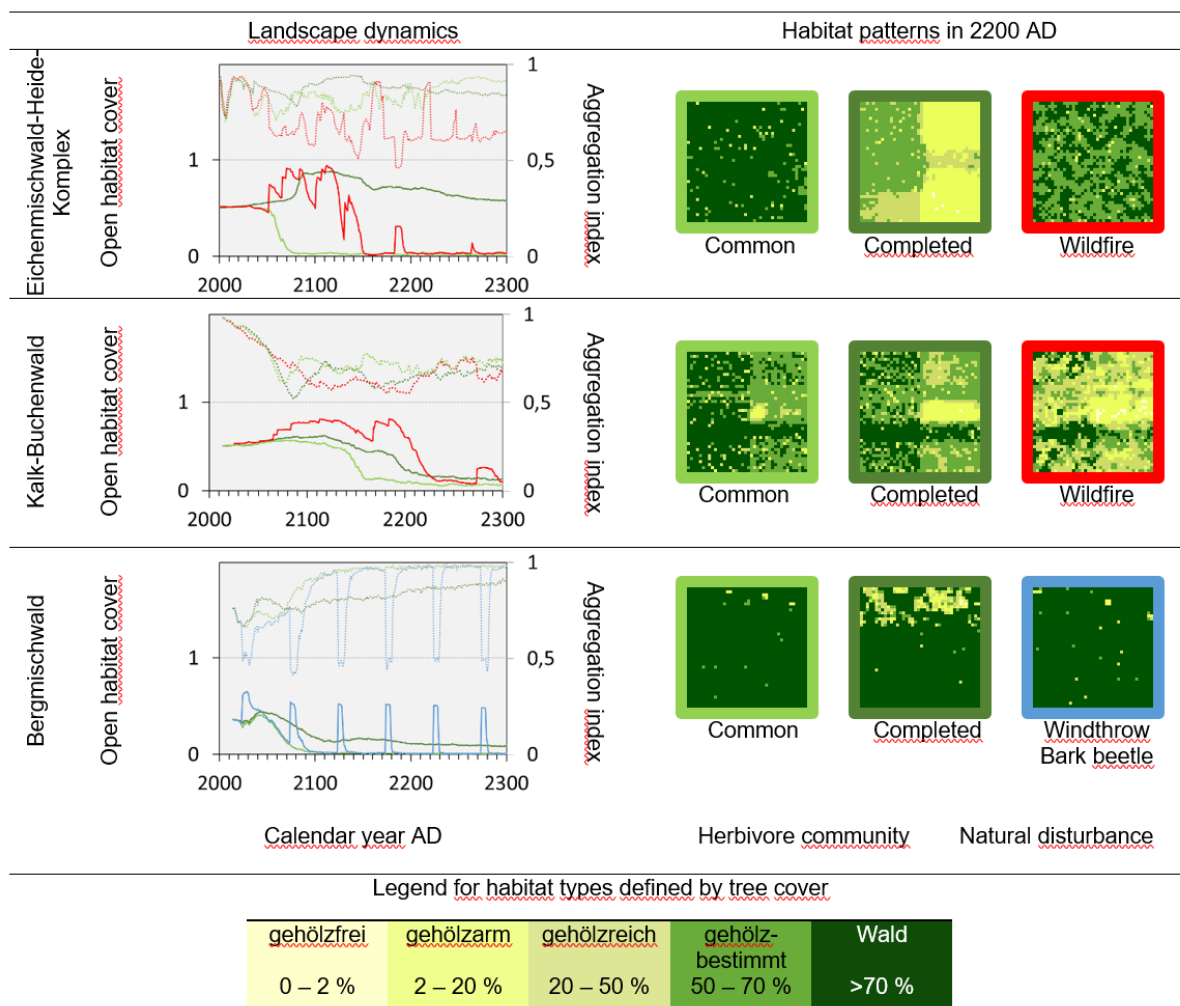 Landscape dynamics
Habitat patterns in 2200 AD
Eichenmischwald-Heide-
Komplex
Open habitat cover
1
0,5
0
1
0
2000
2100
2200
2300
Aggregation index
Common
Completed
Wildfire
Kalk-Buchenwald
Open habitat cover
1
0,5
0
1
0
2000
2100
2200
2300
Aggregation index
Common
Completed
Wildfire
Bergmischwald
Open habitat cover
1
0,5
0
1
0
2000
2100
2200
2300
Aggregation index
Common
Completed
Windthrow
Bark beetle
Calendar year AD
Herbivore community
Natural disturbance
Legend for habitat types defined by tree cover
gehölzfrei
0 – 2 %
gehölzarm
2 – 20 %
gehölzreich
20 – 50 %
gehölz-
bestimmt
50 – 70 %
Wald
>70 %